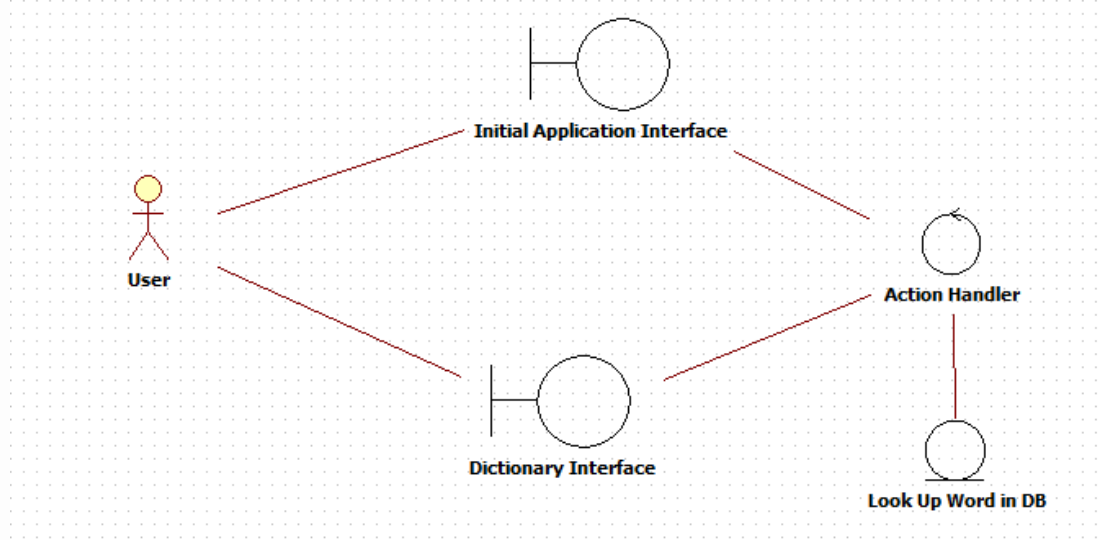 Initial Application Interface
User
Action Handler
Dictionary Interface
Look Up Word in DB